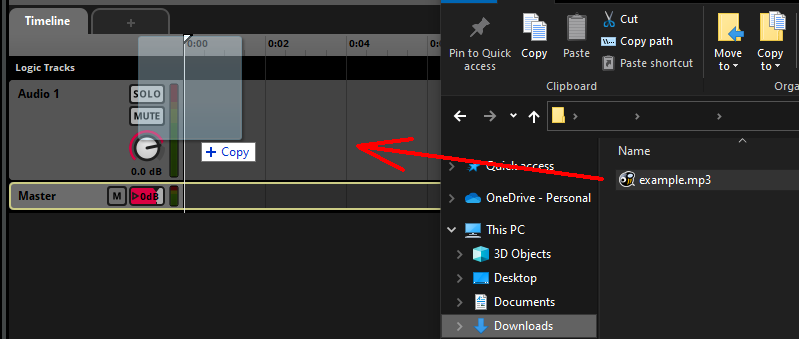 Timeline
+
0:00
0:02
0:04
Logic Tracks
Audio 1
SOLO
MUTE
0.0 dB
+ Copy
Master
M
0dB
Pin to Quick
access
Copy
Paste
Cut
Copy path
Paste shortcut
Clipboard
Move
to
Copy
to
Orga
Name
example.mp3
Quick access
OneDrive - Personal
This PC
3D Objects
Desktop
Documents
Downloads